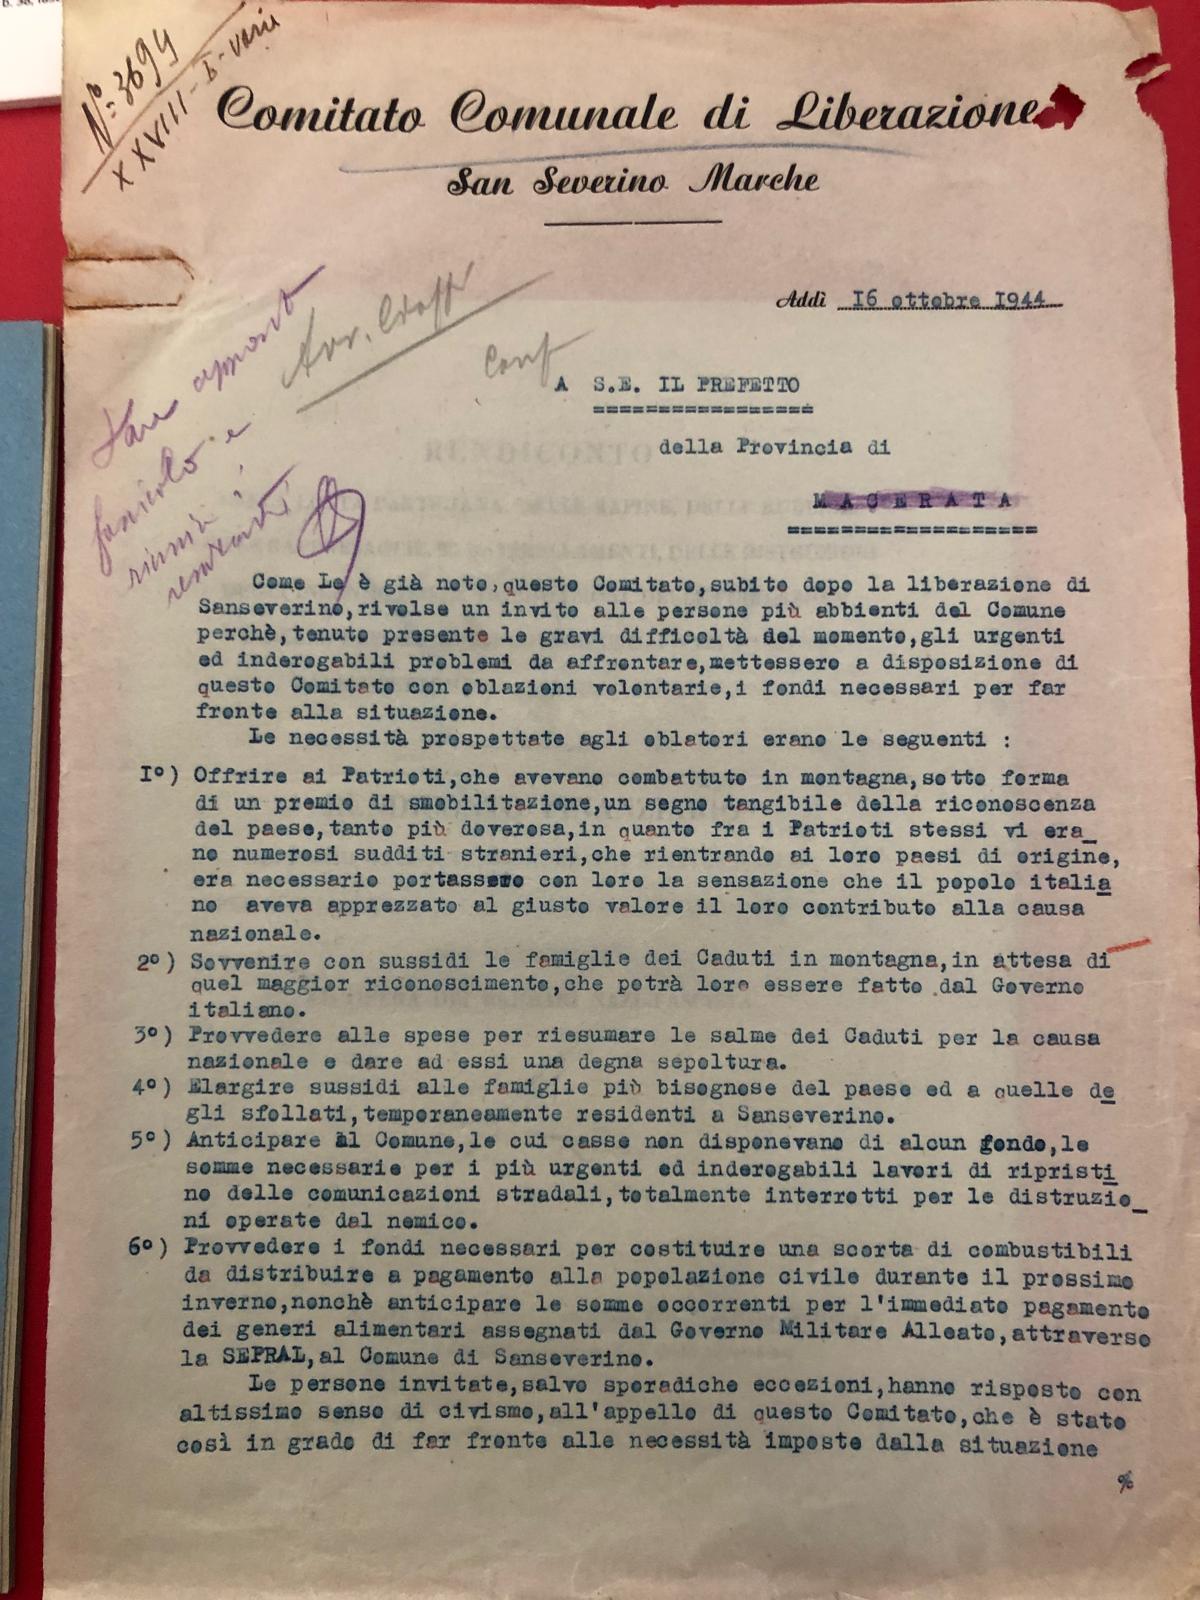 Nº 3694
XXVIII-B-varie
Comitato Comunale di Liberazione
San Severino Marche
Addì 16 ottobre 1944
Conf
A S.E. IL PREFETTO
della Provincia di
MACERATA
fascicolo e
Come Le è già noto, questo Comitato, subito dopo la liberazione di
Sanseverino, rivolse un invito alle persone più abbienti del Comune
perchè, tenuto presente le gravi difficoltà del momento, gli urgenti
ed inderogabili problemi da affrontare, mettessero a disposizione di
questo Comitato con oblazioni volontarie, i fondi necessari per far
fronte alla situazione.
Le necessità prospettate agli oblatori erano le seguenti :
Iº) Offrire ai Patrioti, che avevano combattuto in montagna, sotto forma
di un premio di smobilitazione, un segno tangibile della riconoscenza
del paese, tanto più doverosa, in quanto fra i Patrioti stessi vi era_
no numerosi sudditi stranieri, che rientrando ai loro paesi di origine,
era necessario portassero con loro la sensazione che il popolo italia
no aveva apprezzato al giusto valore il loro contributo alla causa
nazionale.
2º) Sovvenire con sussidi le famiglie dei Caduti in montagna, in attesa di
quel maggior riconoscimento, che potrà loro essere fatto dal Governo
italiano.
3º) Provvedere alle spese per riesumare le salme dei Caduti per la causa
nazionale e dare ad essi una degna sepoltura.
4º) Elargire sussidi alle famiglie più bisognose del paese ed a quelle de
gli sfollati, temporaneamente residenti a Sanseverino.
5º) Anticipare al Comune, le cui casse non disponevano di alcun fondo, le
somme necessarie per i più urgenti ed inderogabili lavori di ripristi
no delle comunicazioni stradali, totalmente interrotti per le distruzio_
ni operate dal nemico.
6º) Provvedere i fondi necessari per costituire una scorta di combustibili
da distribuire a pagamento alla popolazione civile durante il prossimo
inverno, nonchè anticipare le somme occorrenti per l'immediato pagamento
dei generi alimentari assegnati dal Governo Militare Alleato, attraverso
la SEPRAL, al Comune di Sanseverino.
Le persone invitate, salvo sporadiche eccezioni, hanno risposto con
altissimo senso di civismo, all'appello di questo Comitato, che è stato
così in grado di far fronte alle necessità imposte dalla situazione
%